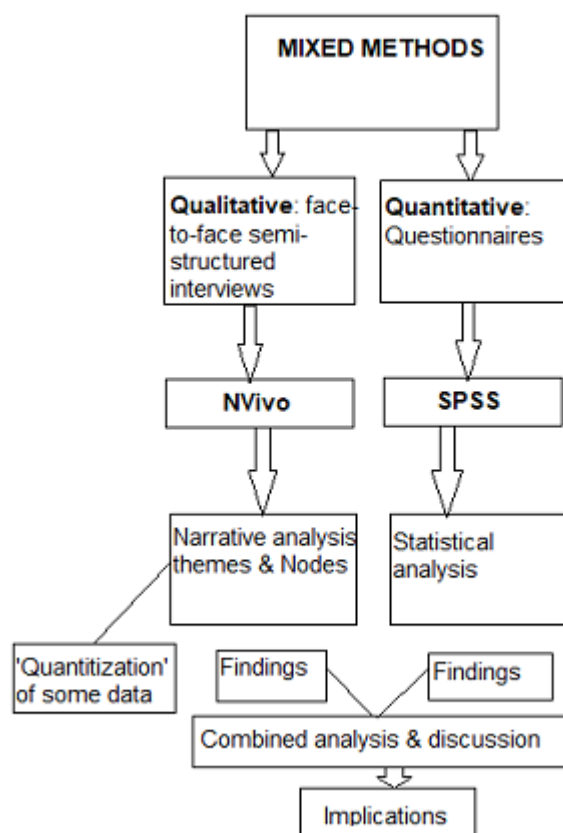 MIXED METHODS
Qualitative: face-
to-face semi-
structured
interviews
Quantitative:
Questionnaires
NVivo
SPSS
Narrative analysis
themes & Nodes
Statistical
analysis
'Quantitization'
of some data
Findings
Findings
Combined analysis & discussion
Implications